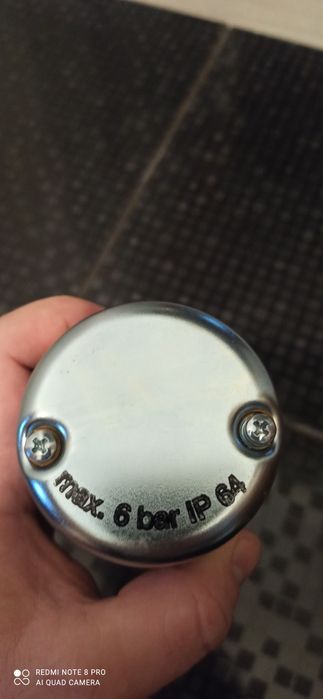 max. 6 bar IP 64
REDMI NOTE 8 PRO
AI QUAD CAMERA